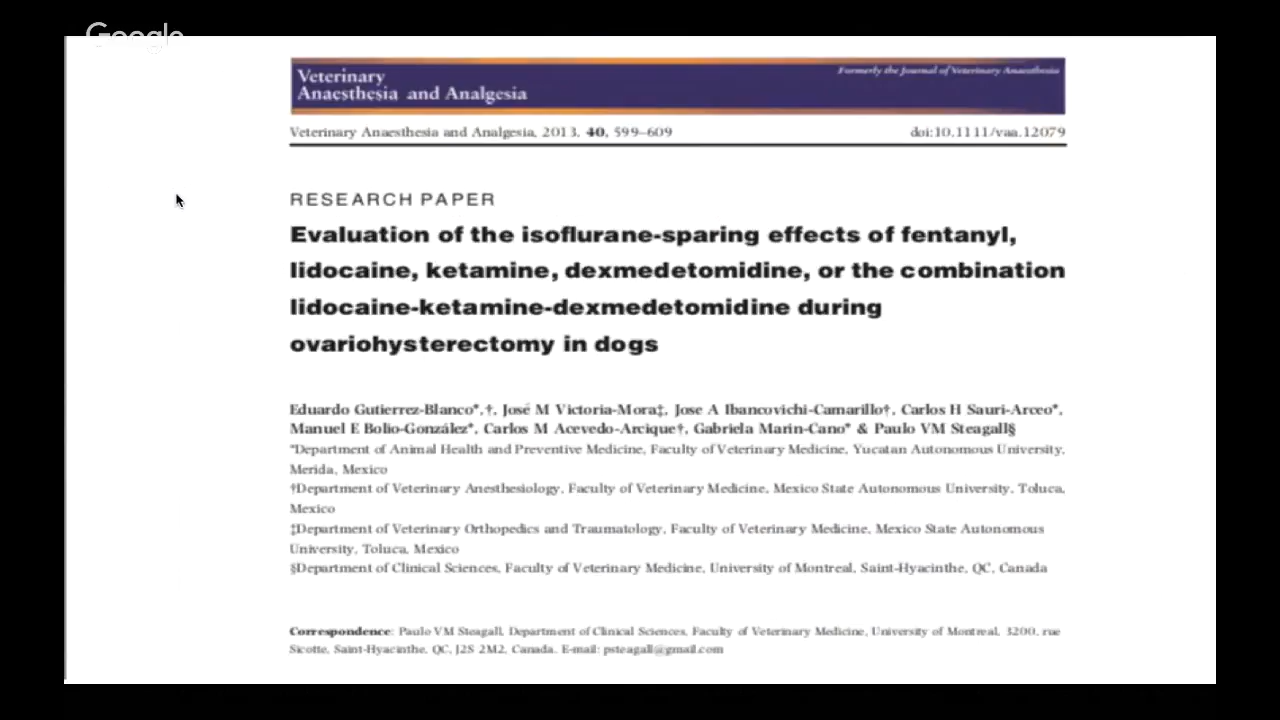 Google
Veterinary
Anaesthesia and Analgesia
Formerly the Journal of Veterinary Anaesthesia
Veterinary Anaesthesia and Analgesia, 2013, 40, 599–609
doi:10.1111/vaa.12079
RESEARCH PAPER
Evaluation of the isoflurane-sparing effects of fentanyl,
lidocaine, ketamine, dexmedetomidine, or the combination
lidocaine-ketamine-dexmedetomidine during
ovariohysterectomy in dogs
Eduardo Gutierrez-Blanco*,†, José M Victoria-Mora‡, Jose A Ibancovichi-Camarillo†, Carlos H Sauri-Arceo*,
Manuel E Bolio-González*, Carlos M Acevedo-Arcique†, Gabriela Marin-Cano* & Paulo VM Steagall§
*Department of Animal Health and Preventive Medicine, Faculty of Veterinary Medicine, Yucatan Autonomous University,
Merida, Mexico
†Department of Veterinary Anesthesiology, Faculty of Veterinary Medicine, Mexico State Autonomous University, Toluca,
Mexico
‡Department of Veterinary Orthopedics and Traumatology, Faculty of Veterinary Medicine, Mexico State Autonomous
University, Toluca, Mexico
§Department of Clinical Sciences, Faculty of Veterinary Medicine, University of Montreal, Saint-Hyacinthe, QC, Canada
Correspondence: Paulo VM Steagall, Department of Clinical Sciences, Faculty of Veterinary Medicine, University of Montreal, 3200, rue
Sicotte, Saint-Hyacinthe, QC, J2S 2M2, Canada. E-mail: psteagall@gmail.com